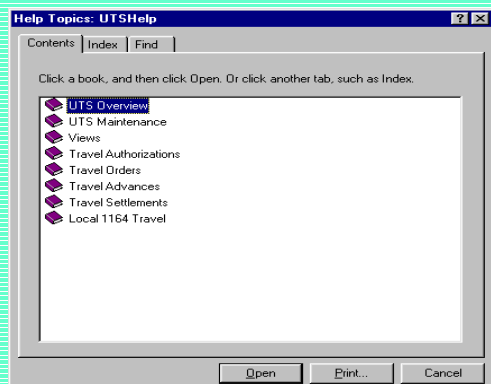 Help Topics: UTSHelp
Contents Index Find
Click a book, and then click Open. Or click another tab, such as Index.
UTS Overview
UTS Maintenance
Views
Travel Authorizations
Travel Orders
Travel Advances
Travel Settlements
Local 1164 Travel
Open Print... Cancel